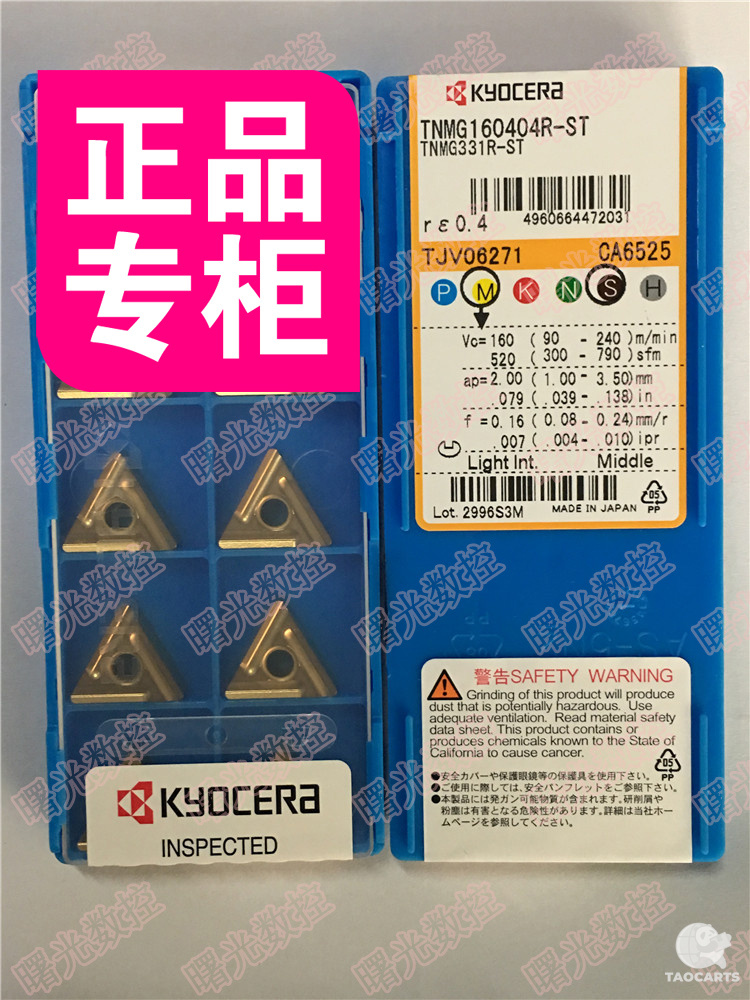 正品
专柜
KYOCERA
TNMG160404R-ST
TNMG331R-ST
rε0.4
4960664472031
TJV06271 CA6525
P M K N S H
Vc=160 ( 90 - 240)m/min
520 ( 300 - 790)sfm
ap=2.00 ( 1.00 - 3.50)mm
.079 ( .039 - .138)in
f=0.16 ( 0.08 - 0.24)mm/r
.007 ( .004 - .010)ipr
Light Int. Middle
Lot. 2996S3M MADE IN JAPAN
05
PP
警告SAFETY WARNING
Grinding of this product will produce
dust that is potentially hazardous. Use
adequate ventilation. Read material safety
data sheet. This product contains or
produces chemicals known to the State of
California to cause cancer.
05
PP
●安全カバーや保護眼鏡等の保護具を使用下さい。
●ご使用に際しては、安全パンフレットをご参照下さい。
●本製品には発ガン可能物質が含まれます。研削屑や
粉塵は有害となる危険性があります。詳細は当社ホー
ムページを参照してください。
KYOCERA
INSPECTED
曙光数控
TAOCARTS